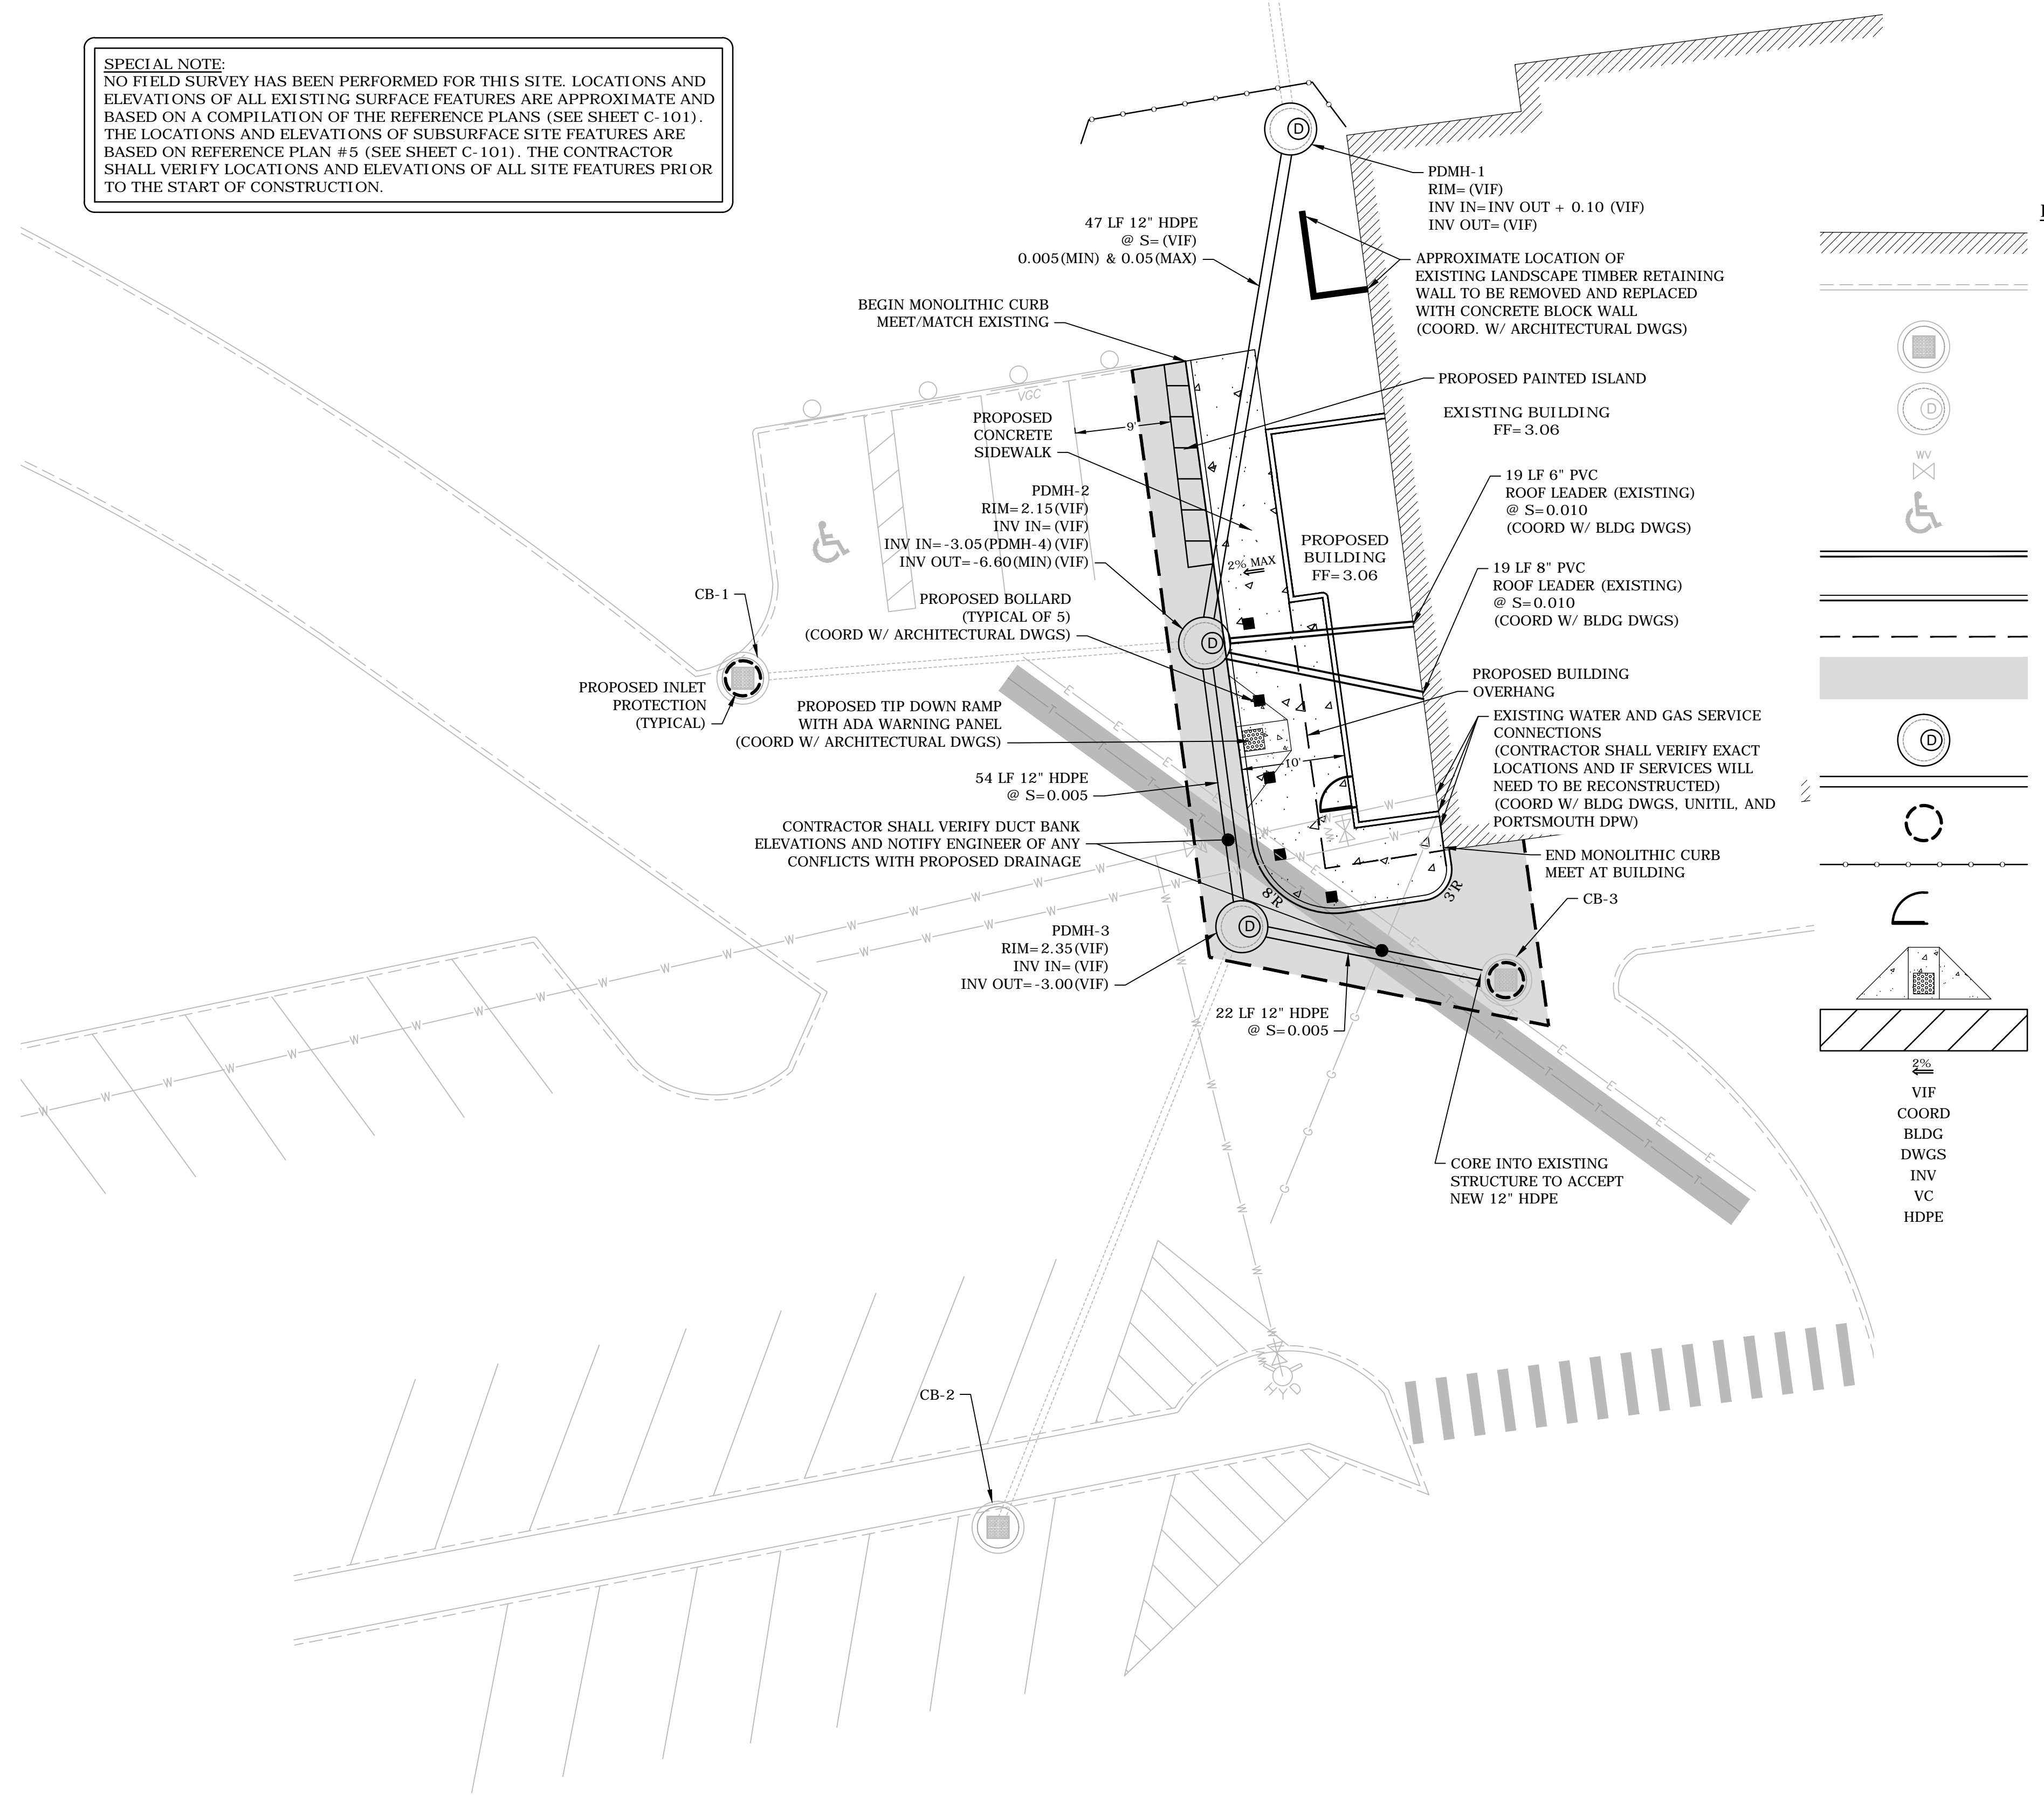 SPECIAL NOTE:
NO FIELD SURVEY HAS BEEN PERFORMED FOR THIS SITE. LOCATIONS AND
ELEVATIONS OF ALL EXISTING SURFACE FEATURES ARE APPROXIMATE AND
BASED ON A COMPILATION OF THE REFERENCE PLANS (SEE SHEET C-101).
THE LOCATIONS AND ELEVATIONS OF SUBSURFACE SITE FEATURES ARE
BASED ON REFERENCE PLAN #5 (SEE SHEET C-101). THE CONTRACTOR
SHALL VERIFY LOCATIONS AND ELEVATIONS OF ALL SITE FEATURES PRIOR
TO THE START OF CONSTRUCTION.
D
PDMH-1
RIM=(VIF)
INV IN=INV OUT + 0.10 (VIF)
INV OUT=(VIF)
47 LF 12" HDPE
@ S=(VIF)
0.005(MIN) & 0.05(MAX)
APPROXIMATE LOCATION OF
EXISTING LANDSCAPE TIMBER RETAINING
WALL TO BE REMOVED AND REPLACED
WITH CONCRETE BLOCK WALL
(COORD. W/ ARCHITECTURAL DWGS)
BEGIN MONOLITHIC CURB
MEET/MATCH EXISTING
VGC
PROPOSED PAINTED ISLAND
EXISTING BUILDING
FF=3.06
9'
PROPOSED
CONCRETE
SIDEWALK
PDMH-2
RIM=2.15(VIF)
INV IN=(VIF)
INV IN=-3.05(PDMH-4)(VIF)
INV OUT=-6.60(MIN)(VIF)
19 LF 6" PVC
ROOF LEADER (EXISTING)
@ S=0.010
(COORD W/ BLDG DWGS)
PROPOSED
BUILDING
FF=3.06
2% MAX
19 LF 8" PVC
ROOF LEADER (EXISTING)
@ S=0.010
(COORD W/ BLDG DWGS)
CB-1
PROPOSED BOLLARD
(TYPICAL OF 5)
(COORD W/ ARCHITECTURAL DWGS)
D
PROPOSED INLET
PROTECTION
(TYPICAL)
PROPOSED BUILDING
OVERHANG
PROPOSED TIP DOWN RAMP
WITH ADA WARNING PANEL
(COORD W/ ARCHITECTURAL DWGS)
10'
EXISTING WATER AND GAS SERVICE
CONNECTIONS
(CONTRACTOR SHALL VERIFY EXACT
LOCATIONS AND IF SERVICES WILL
NEED TO BE RECONSTRUCTED)
(COORD W/ BLDG DWGS, UNITIL, AND
PORTSMOUTH DPW)
54 LF 12" HDPE
@ S=0.005
CONTRACTOR SHALL VERIFY DUCT BANK
ELEVATIONS AND NOTIFY ENGINEER OF ANY
CONFLICTS WITH PROPOSED DRAINAGE
END MONOLITHIC CURB
MEET AT BUILDING
8'R
3'R
CB-3
D
PDMH-3
RIM=2.35(VIF)
INV IN=(VIF)
INV OUT=-3.00(VIF)
22 LF 12" HDPE
@ S=0.005
CORE INTO EXISTING
STRUCTURE TO ACCEPT
NEW 12" HDPE
HYD
CB-2
D
WV
D
2%
VIF
COORD
BLDG
DWGS
INV
VC
HDPE